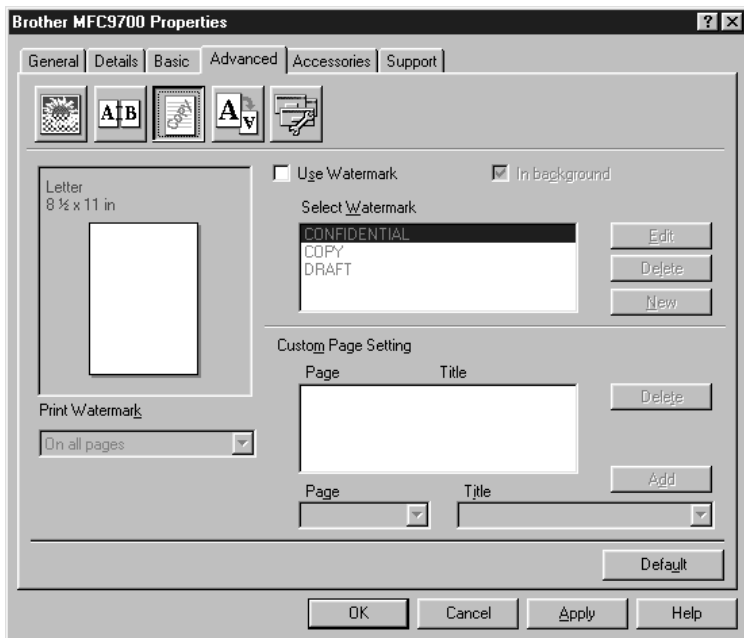 Brother MFC9700 Properties
? X
General Details Basic Advanced Accessories Support
A B
COPY
A A
Letter
8 ½ x 11 in
Use Watermark
In background
Select Watermark
CONFIDENTIAL
COPY
DRAFT
Edit
Delete
New
Print Watermark
On all pages
Custom Page Setting
Page Title
Delete
Add
Page Title
Default
OK Cancel Apply Help